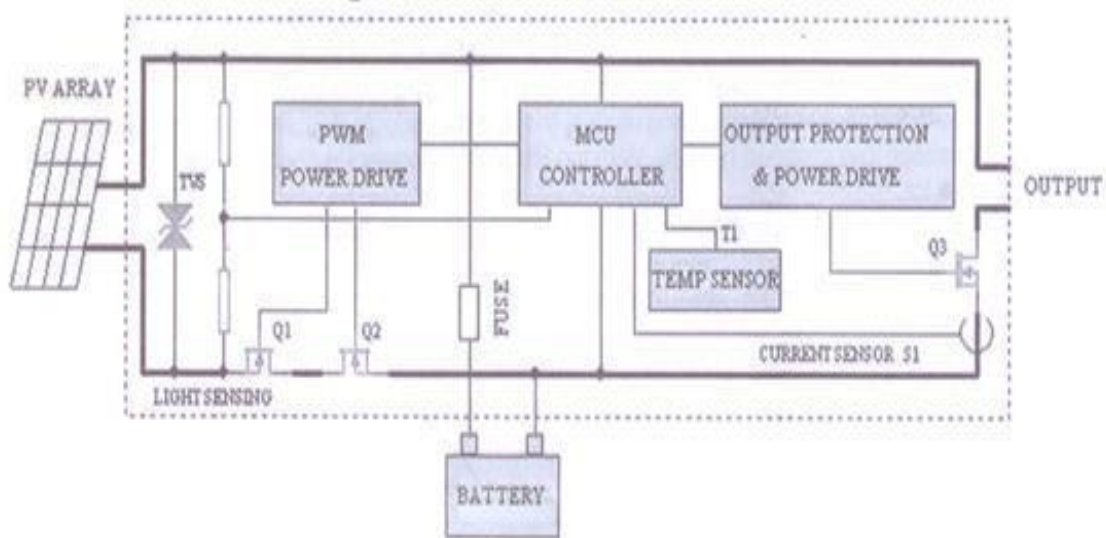 PV ARRAY
TVS
PWM
POWER DRIVE
MCU
CONTROLLER
OUTPUT PROTECTION
& POWER DRIVE
OUTPUT
T1
TEMP SENSOR
Q3
Q1
Q2
FUSE
CURRENT SENSOR S1
LIGHT SENSING
BATTERY